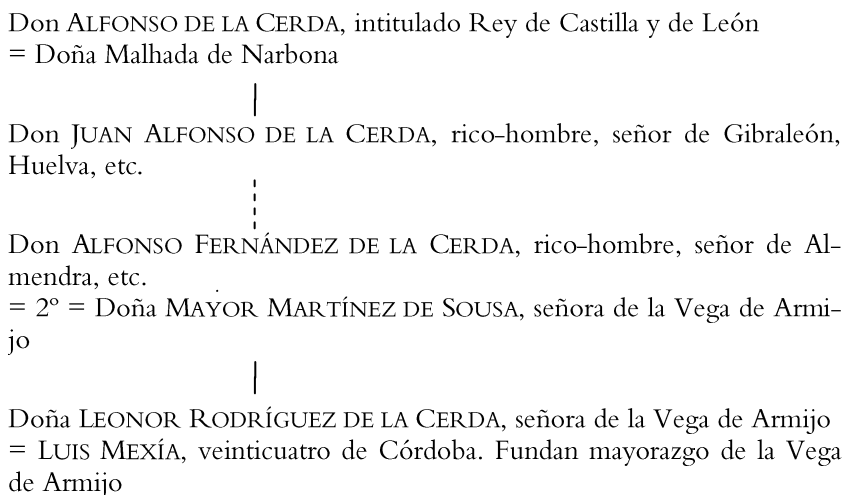 Don ALFONSO DE LA CERDA, intitulado Rey de Castilla y de León
= Doña Malhada de Narbona
Don JUAN ALFONSO DE LA CERDA, rico-hombre, señor de Gibraleón,
Huelva, etc.
Don ALFONSO FERNÁNDEZ DE LA CERDA, rico-hombre, señor de Al-
mendra, etc.
= 2º = Doña MAYOR MARTÍNEZ DE SOUSA, señora de la Vega de Armi-
jo
Doña LEONOR RODRÍGUEZ DE LA CERDA, señora de la Vega de Armijo
= LUIS MEXÍA, veinticuatro de Córdoba. Fundan mayorazgo de la Vega
de Armijo